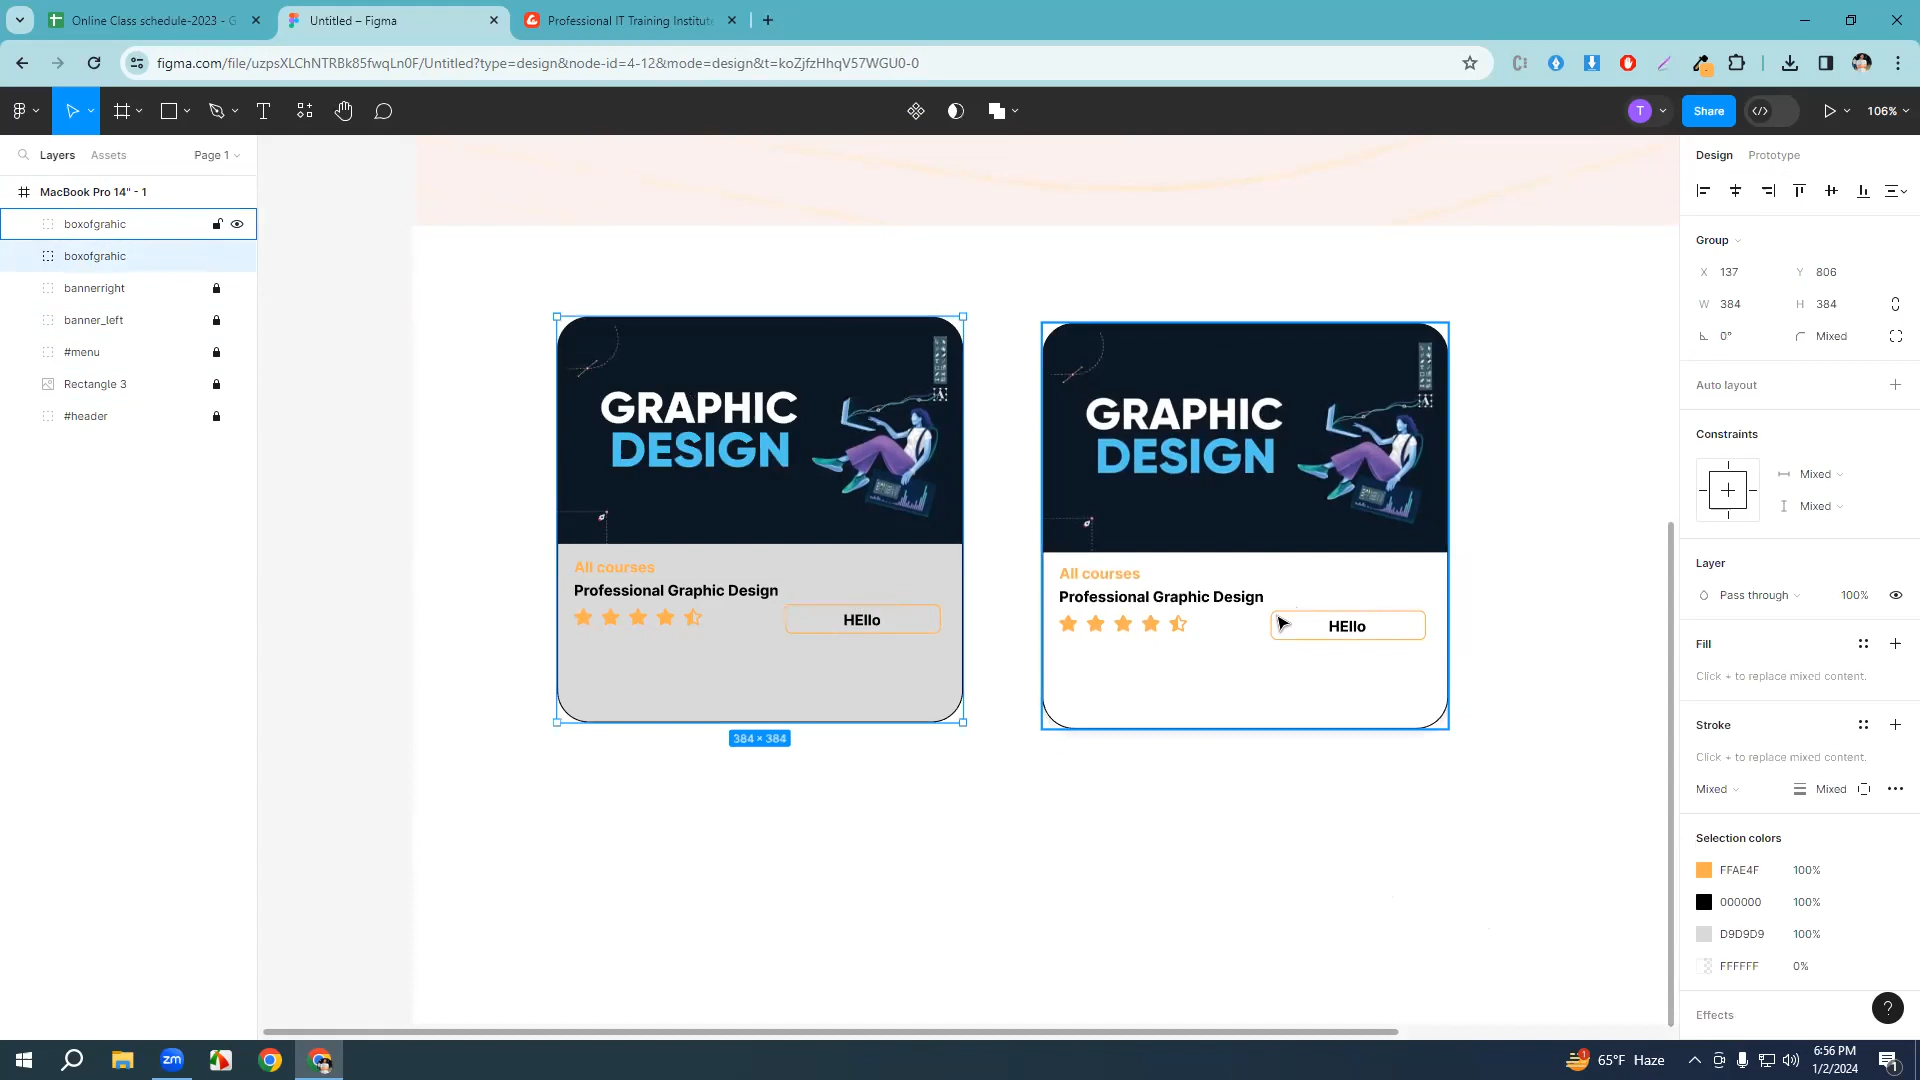 Online Class schedule-2023 - G
Untitled – Figma
Professional IT Training Institute
figma.com/file/uzpsXLChNTRBk85fwqLn0F/Untitled?type=design&node-id=4-12&mode=design&t=koZjfzHhqV57WGU0-0
T
Share
106%
Layers
Assets
Page 1
MacBook Pro 14" - 1
boxofgrahic
boxofgrahic
bannerright
banner_left
#menu
Rectangle 3
#header
GRAPHIC
DESIGN
All courses
Professional Graphic Design
HEllo
384 × 384
GRAPHIC
DESIGN
All courses
Professional Graphic Design
HEllo
Design
Prototype
Group
X 137
Y 806
W 384
H 384
0°
Mixed
Auto layout
Constraints
Mixed
Mixed
Layer
Pass through
100%
Fill
Click + to replace mixed content.
Stroke
Click + to replace mixed content.
Mixed
Mixed
Selection colors
FFAE4F 100%
000000 100%
D9D9D9 100%
FFFFFF 0%
Effects
?
zm
1
65°F Haze
6:56 PM
1/2/2024
1